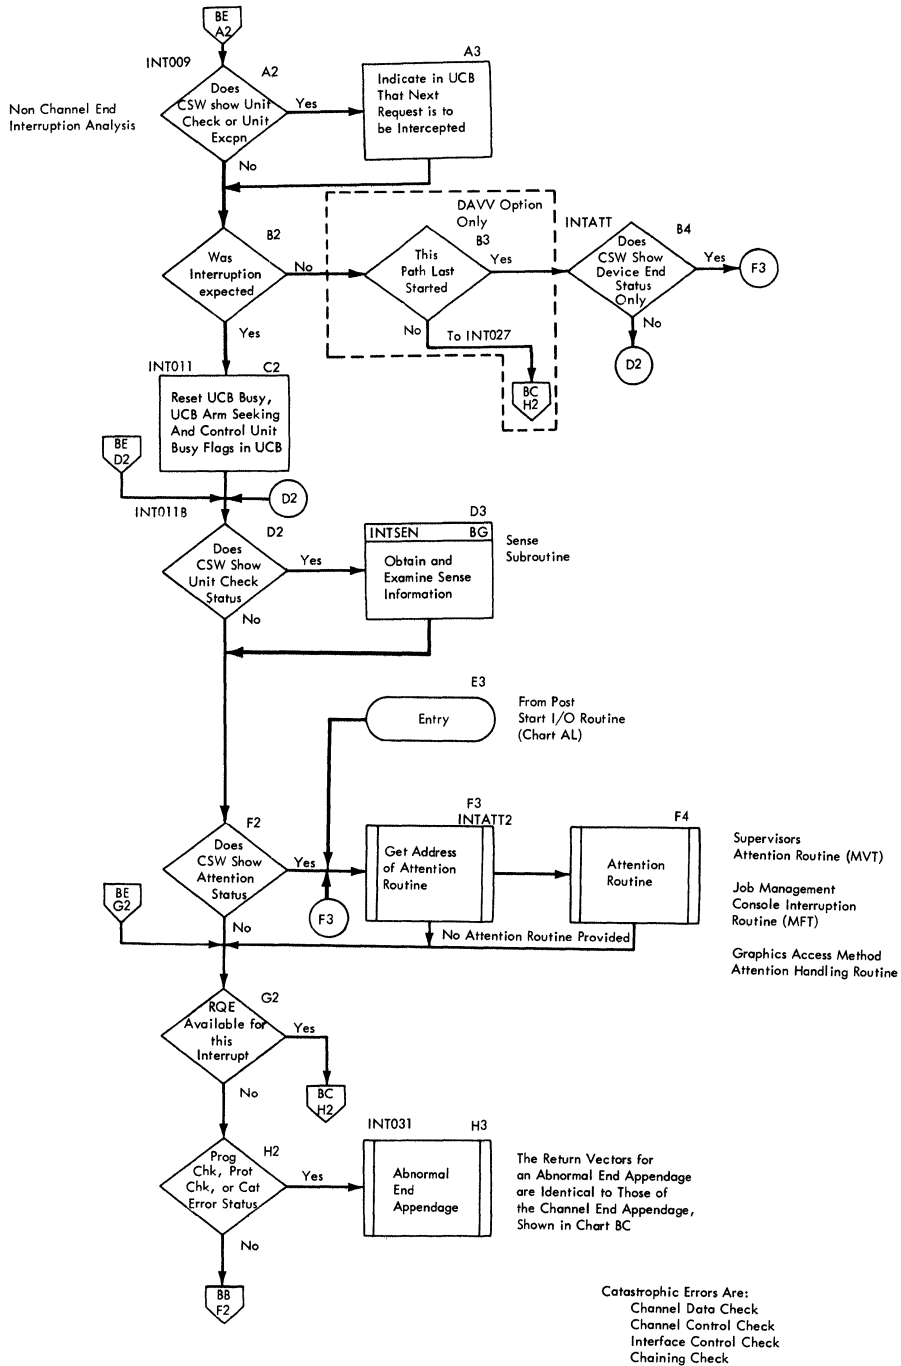 BE
A2
INT009
A2
Does
CSW show Unit
Check or Unit
Excpn
Yes
No
Non Channel End
Interruption Analysis
A3
Indicate in UCB
That Next
Request is to
be Intercepted
B2
Was
Interruption
expected
No
Yes
DAVV Option
Only
B3
This
Path Last
Started
Yes
No
To INT027
BC
H2
INTATT
B4
Does
CSW Show
Device End
Status
Only
Yes
F3
No
D2
INT011
C2
Reset UCB Busy,
UCB Arm Seeking
And Control Unit
Busy Flags in UCB
BE
D2
D2
INT011B
D2
Does
CSW Show
Unit Check
Status
Yes
No
D3
INTSEN BG
Obtain and
Examine Sense
Information
Sense
Subroutine
E3
Entry
From Post
Start I/O Routine
(Chart AL)
F2
Does
CSW Show
Attention
Status
Yes
No
F3
F3
INTATT2
Get Address
of Attention
Routine
F4
Attention
Routine
No Attention Routine Provided
Supervisors
Attention Routine (MVT)
Job Management
Console Interruption
Routine (MFT)
Graphics Access Method
Attention Handling Routine
BE
G2
G2
RQE
Available for
this
Interrupt
Yes
No
BC
H2
H2
Prog
Chk, Prot
Chk, or Cat
Error Status
Yes
No
INT031
H3
Abnormal
End
Appendage
The Return Vectors for
an Abnormal End Appendage
are Identical to Those of
the Channel End Appendage,
Shown in Chart BC
BB
F2
Catastrophic Errors Are:
Channel Data Check
Channel Control Check
Interface Control Check
Chaining Check